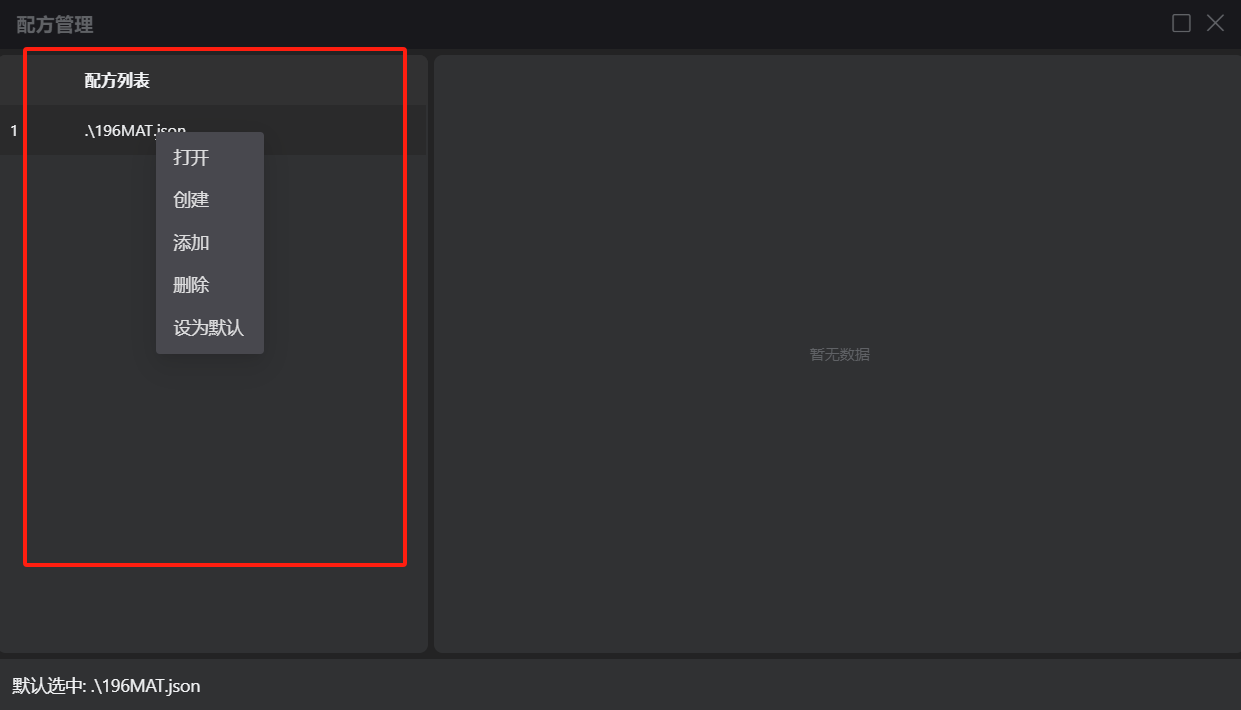 配方管理
配方列表
1 .\196MAT.json
打开
创建
添加
删除
设为默认
暂无数据
默认选中: .\196MAT.json